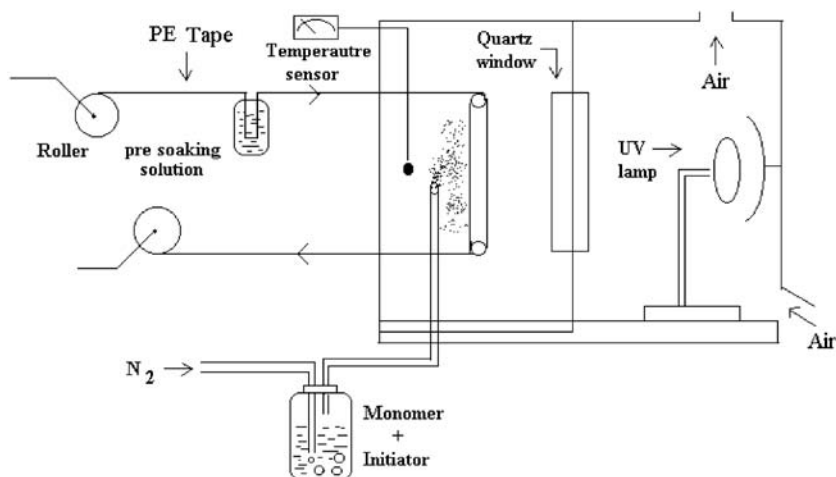 PE Tape
Temperautre
sensor
Quartz
window
Air
Roller
pre soaking
solution
UV
lamp
Air
N2
Monomer
+
Initiator